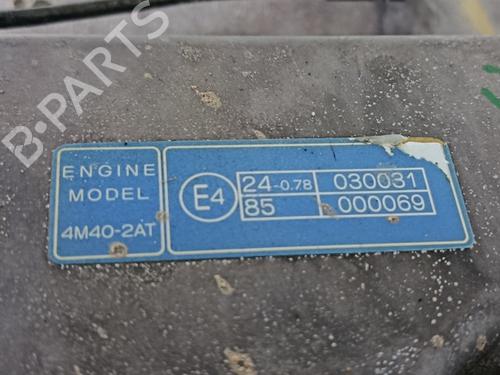 B-PARTS
ENGINE
MODEL
4M40-2AT
E4
24-0.78 030031
85 000069